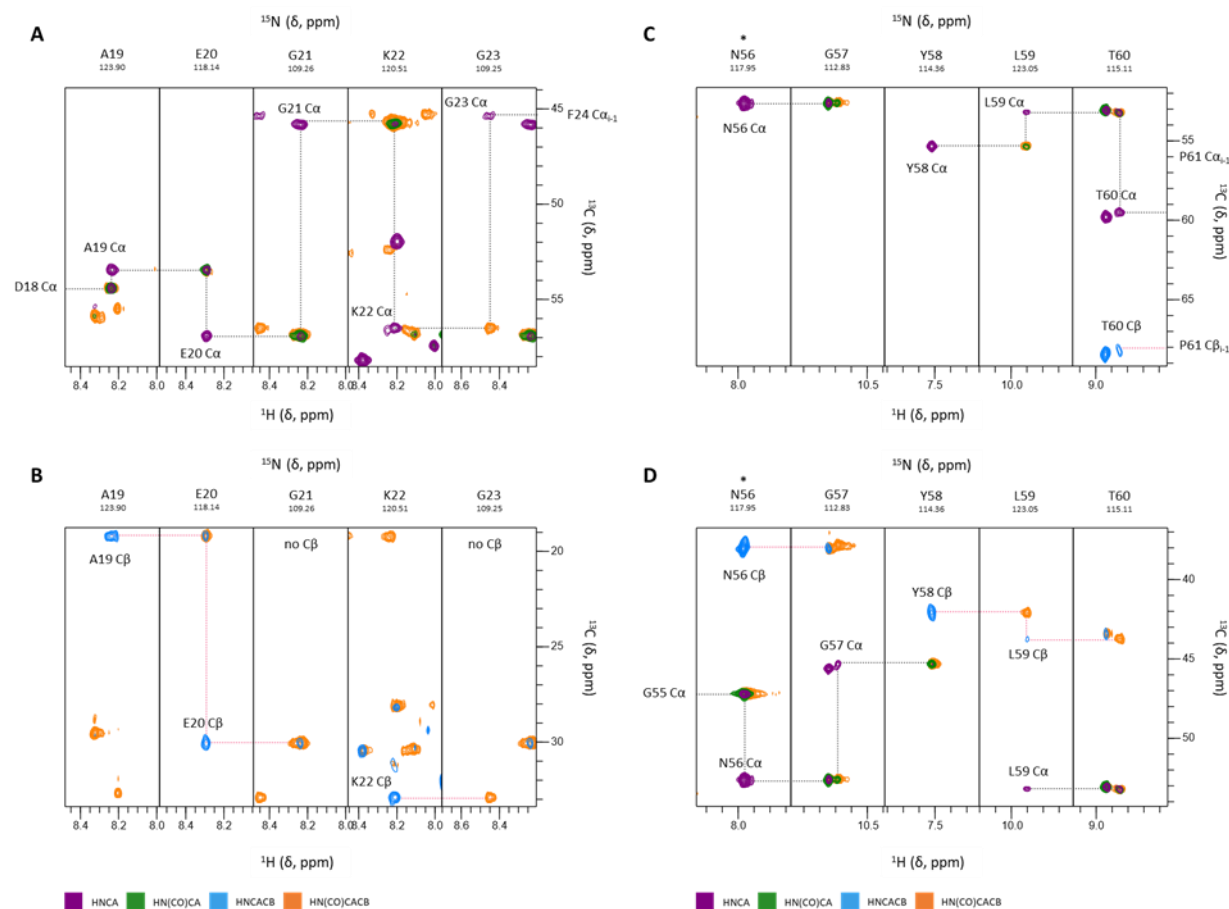 ¹⁵N (δ, ppm)
A
A19 E20 G21 K22 G23
123.90 118.14 109.26 120.51 109.25
G21 Cα
G23 Cα
F24 Cαi-1
A19 Cα
D18 Cα
E20 Cα
K22 Cα
45
50
55
¹³C (δ, ppm)
8.4 8.2 8.0 8.4 8.2 8.0 8.4 8.2 8.0 8.4 8.2 8.0 8.6 8.4
¹H (δ, ppm)
¹⁵N (δ, ppm)
C
*
N56 G57 Y58 L59 T60
117.95 112.83 114.36 123.05 115.11
N56 Cα
L59 Cα
Y58 Cα
P61 Cαi-1
T60 Cα
T60 Cβ
P61 Cβi-1
55
60
65
¹³C (δ, ppm)
8.0 10.5 7.5 10.0 9.0
¹H (δ, ppm)
¹⁵N (δ, ppm)
B
A19 E20 G21 K22 G23
123.90 118.14 109.26 120.51 109.25
no Cβ
no Cβ
A19 Cβ
E20 Cβ
K22 Cβ
20
25
30
¹³C (δ, ppm)
8.4 8.2 8.0 8.4 8.2 8.0 8.4 8.2 8.0 8.4 8.2 8.0 8.6 8.4
¹H (δ, ppm)
¹⁵N (δ, ppm)
D
*
N56 G57 Y58 L59 T60
117.95 112.83 114.36 123.05 115.11
N56 Cβ
Y58 Cβ
G57 Cα
L59 Cβ
G55 Cα
N56 Cα
L59 Cα
40
45
50
¹³C (δ, ppm)
8.0 10.5 7.5 10.0 9.0
¹H (δ, ppm)
HNCA HN(CO)CA HNCACB HN(CO)CACB
HNCA HN(CO)CA HNCACB HN(CO)CACB